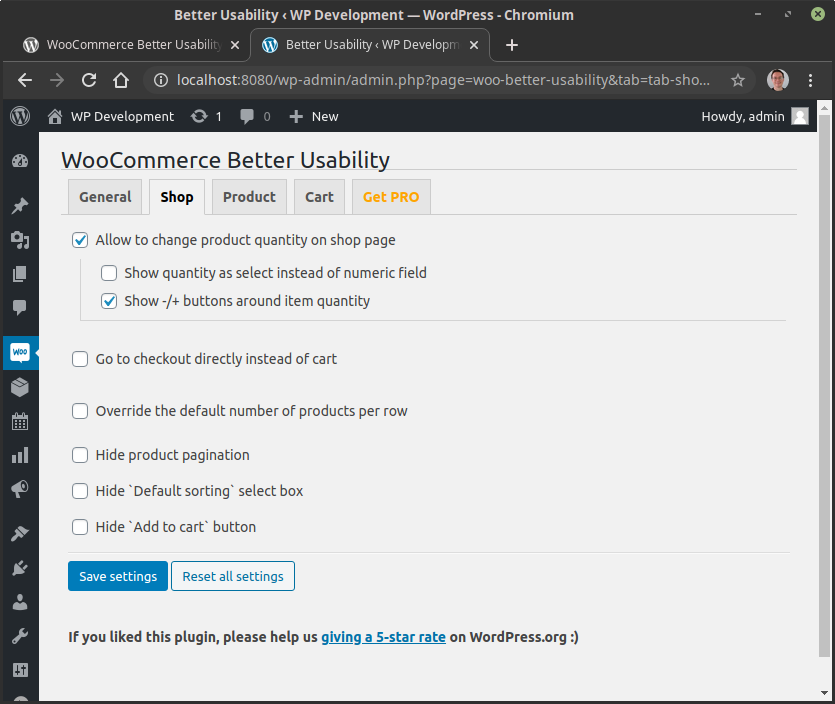 Better Usability ‹ WP Development — WordPress - Chromium
WooCommerce Better Usability
Better Usability ‹ WP Developm
localhost:8080/wp-admin/admin.php?page=woo-better-usability&tab=tab-sho...
WP Development 1 0 New Howdy, admin
WooCommerce Better Usability
General Shop Product Cart Get PRO
Allow to change product quantity on shop page
Show quantity as select instead of numeric field
Show -/+ buttons around item quantity
WOO
Go to checkout directly instead of cart
Override the default number of products per row
Hide product pagination
Hide `Default sorting` select box
Hide `Add to cart` button
Save settings Reset all settings
If you liked this plugin, please help us giving a 5-star rate on WordPress.org :)